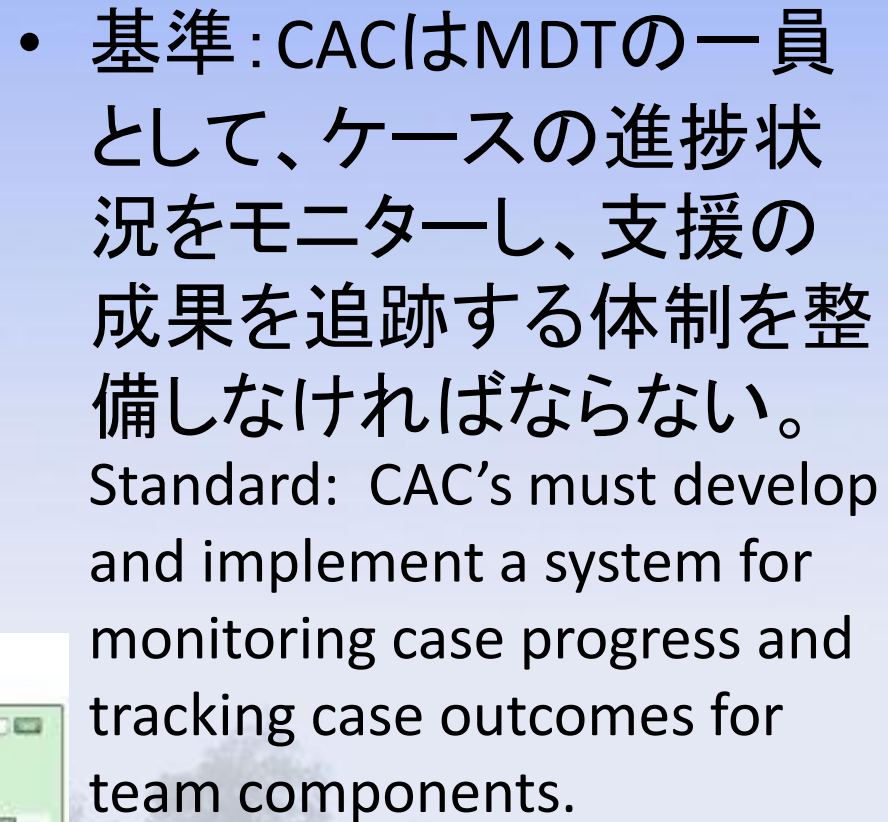 • 基準：CACはMDTの一員
として、ケースの進捗状
況をモニターし、支援の
成果を追跡する体制を整
備しなければならない。
Standard:  CAC’s must develop
and implement a system for
monitoring case progress and
tracking case outcomes for
team components.